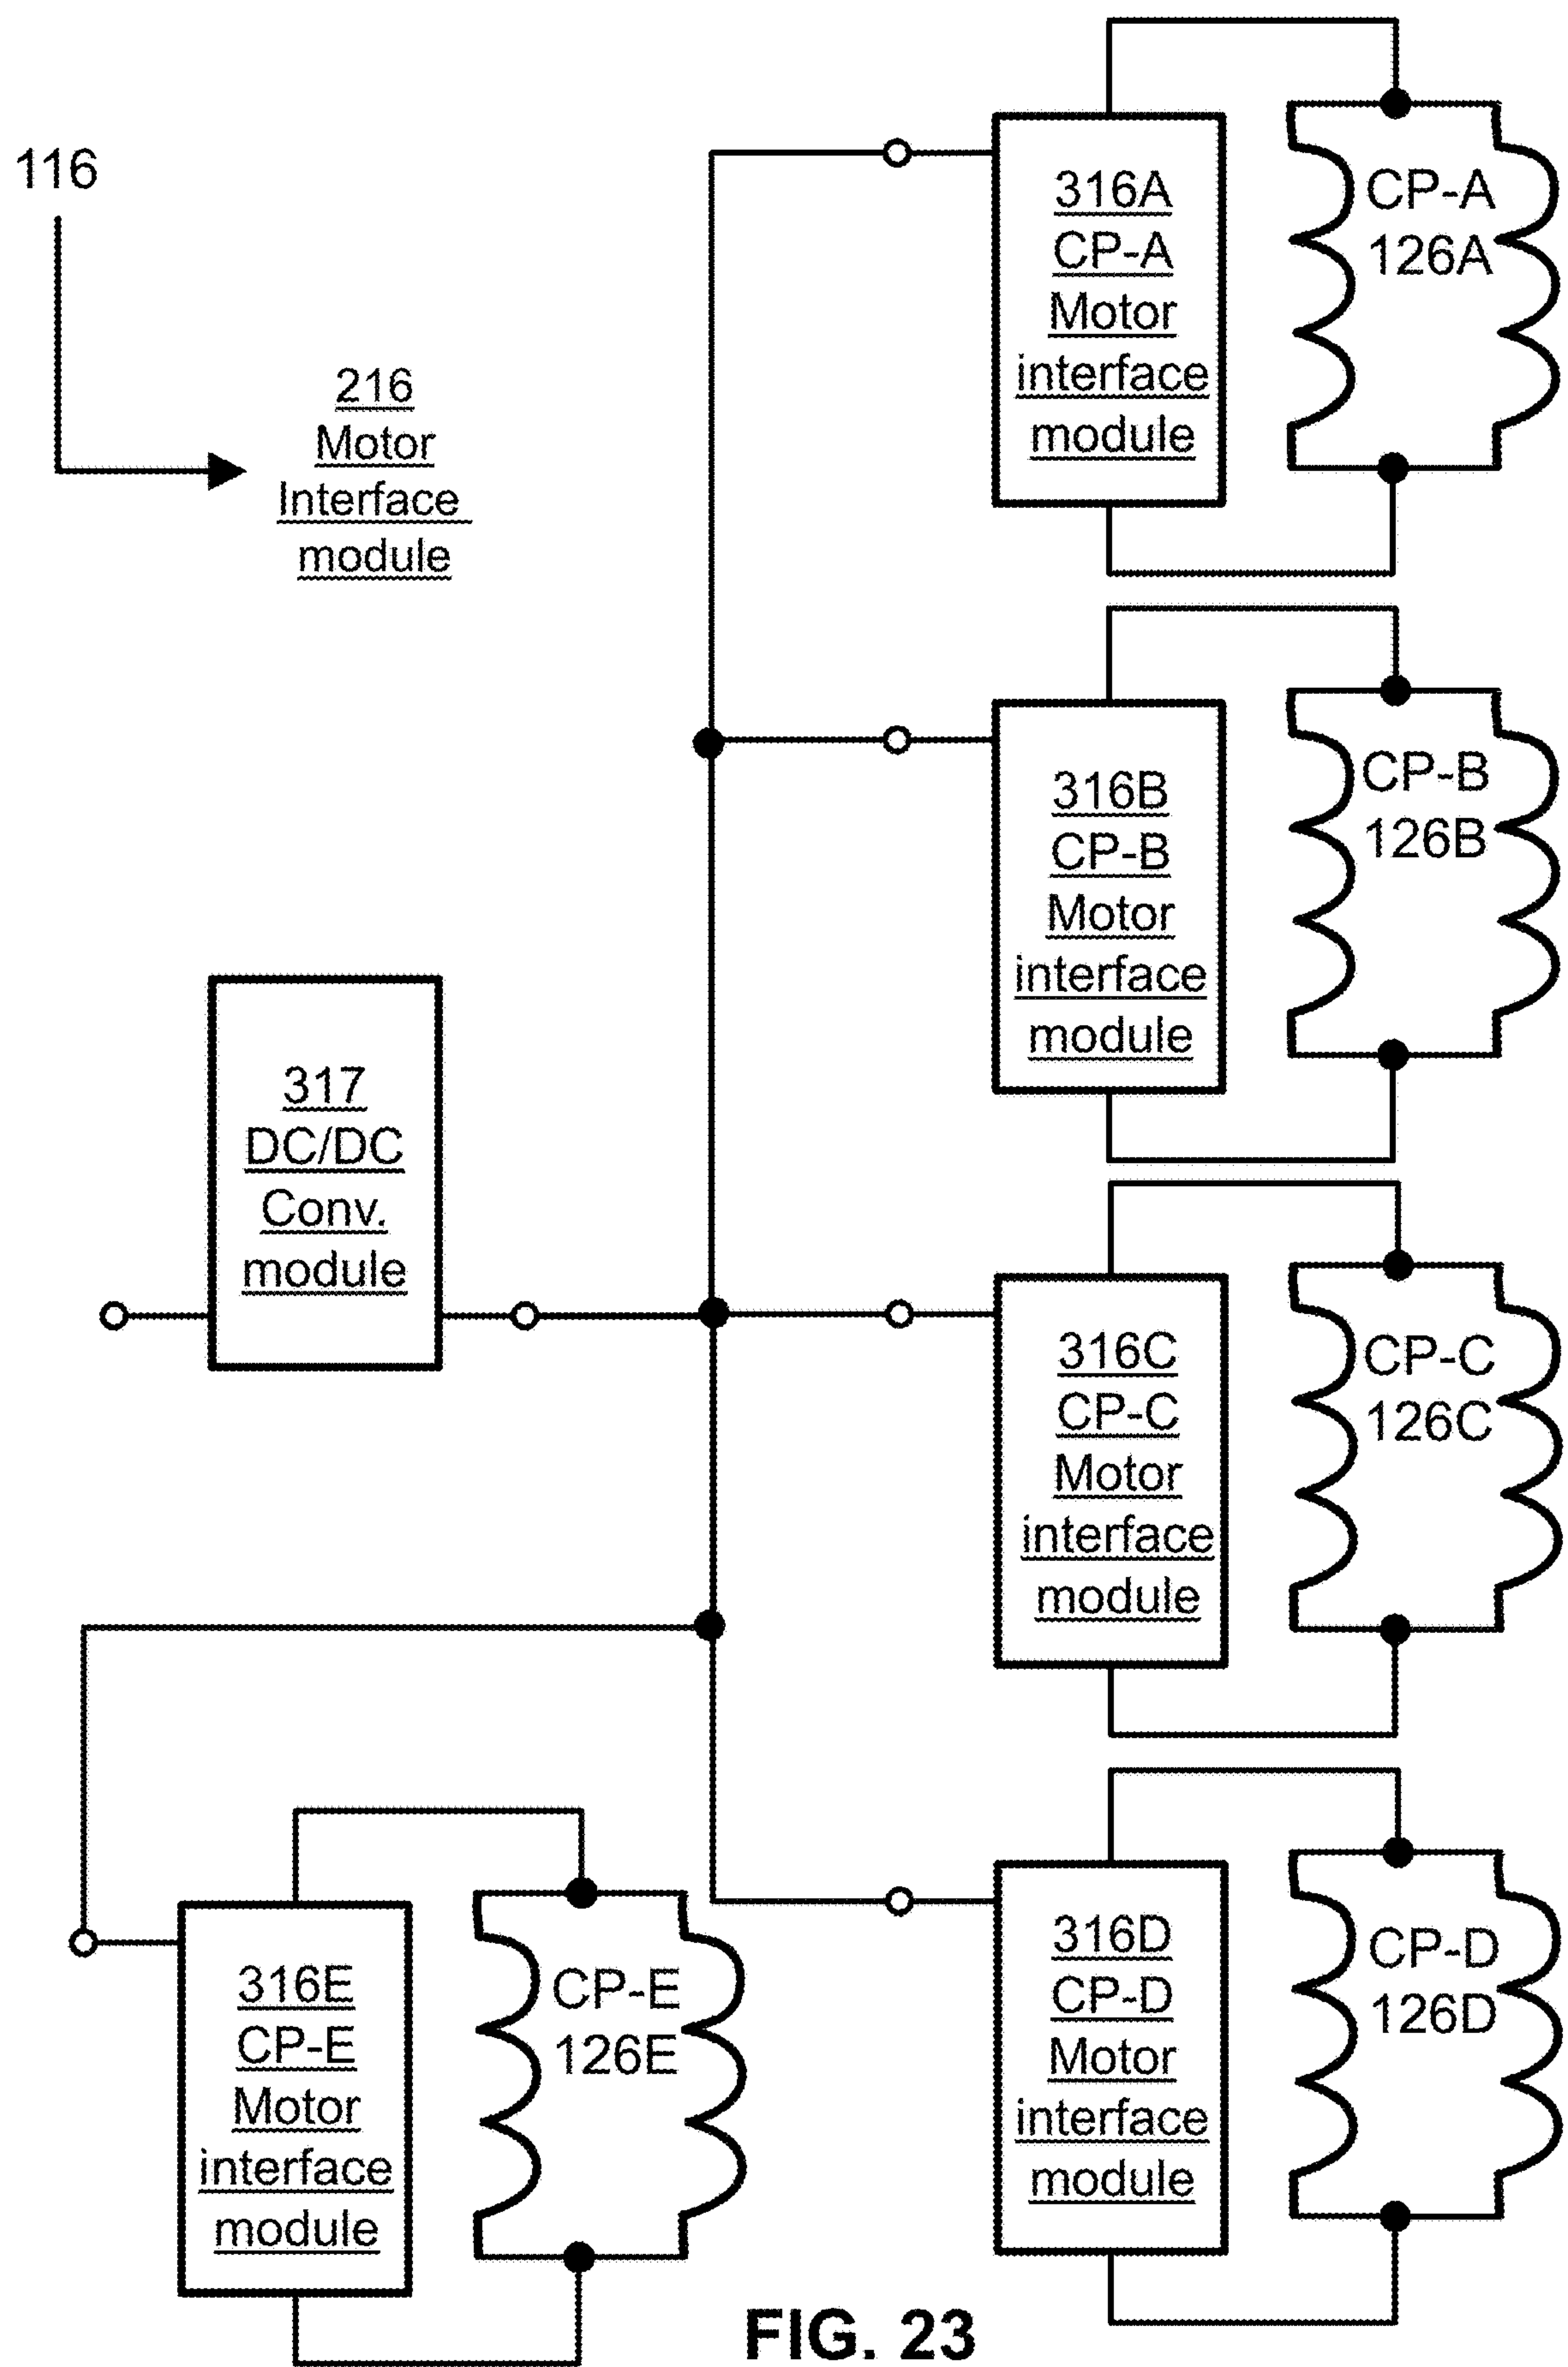 116
216
Motor
Interface
module
316A
CP-A
Motor
interface
module
CP-A
126A
316B
CP-B
Motor
interface
module
CP-B
126B
317
DC/DC
Conv.
module
316C
CP-C
Motor
interface
module
CP-C
126C
316E
CP-E
Motor
interface
module
CP-E
126E
316D
CP-D
Motor
interface
module
CP-D
126D
FIG. 23